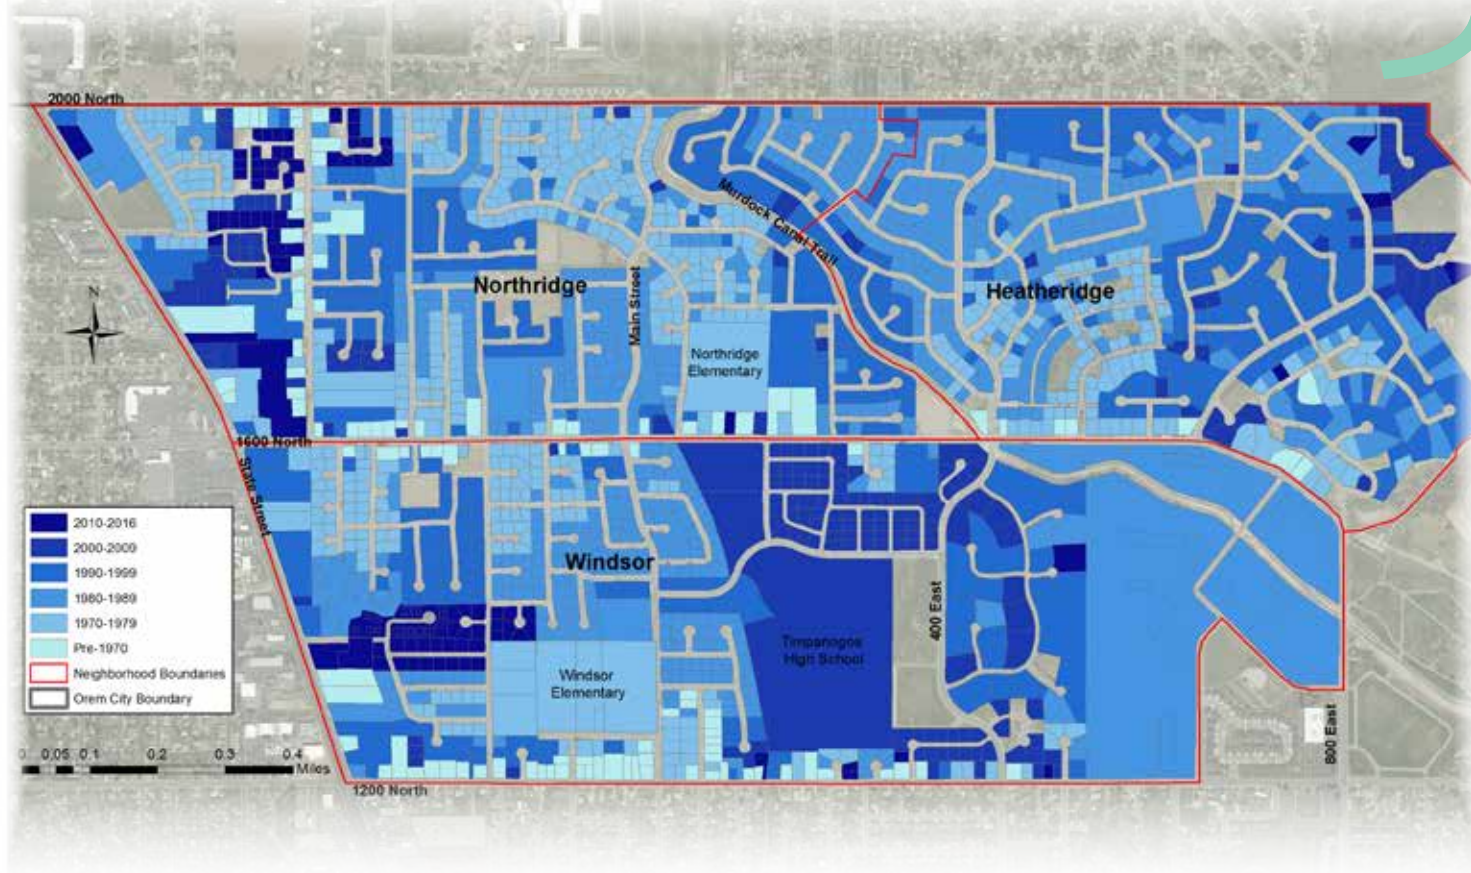 2000 North
Murdock Canal Trail
Northridge
Main Street
Heatheridge
N
Northridge
Elementary
1600 North
State Street
2010-2016
2000-2009
1990-1999
1980-1989
1970-1979
Pre-1970
Neighborhood Boundaries
Orem City Boundary
Windsor
400 East
Timpanogos
High School
Windsor
Elementary
800 East
0 0.05 0.1 0.2 0.3 0.4
Miles
1200 North